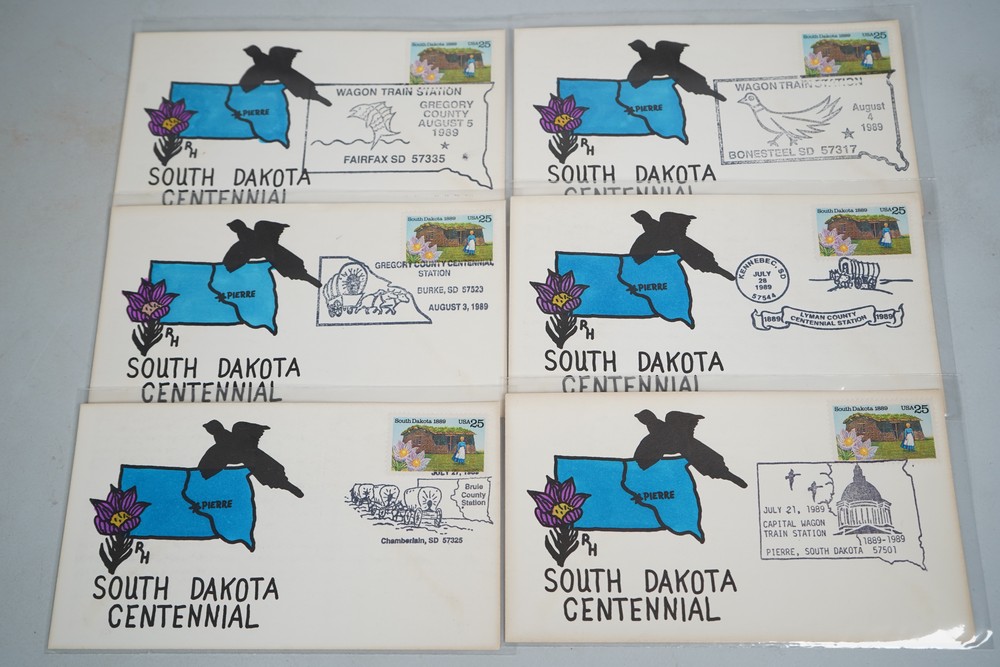 South Dakota 1889 USA 25
WAGON TRAIN STATION
GREGORY
COUNTY
AUGUST 5
1989
FAIRFAX SD 57335
PIERRE
RH
SOUTH DAKOTA
CENTENNIAL
South Dakota 1889 USA 25
WAGON TRAIN STATION
August
4
1989
BONESTEEL SD 57317
PIERRE
RH
SOUTH DAKOTA
CENTENNIAL
South Dakota 1889 USA 25
GREGORY COUNTY CENTENNIAL
STATION
BURKE, SD 57523
AUGUST 3, 1989
PIERRE
RH
SOUTH DAKOTA
CENTENNIAL
South Dakota 1889 USA 25
KENNEBEC, SD
JULY
28
1989
57544
1889 LYMAN COUNTY 1989
CENTENNIAL STATION
PIERRE
RH
SOUTH DAKOTA
CENTENNIAL
South Dakota 1889 USA 25
JULY 27, 1989
Brule
County
Station
Chamberlain, SD 57325
PIERRE
RH
SOUTH DAKOTA
CENTENNIAL
South Dakota 1889 USA 25
JULY 21, 1989
CAPITAL WAGON
TRAIN STATION
1889-1989
PIERRE, SOUTH DAKOTA 57501
PIERRE
RH
SOUTH DAKOTA
CENTENNIAL